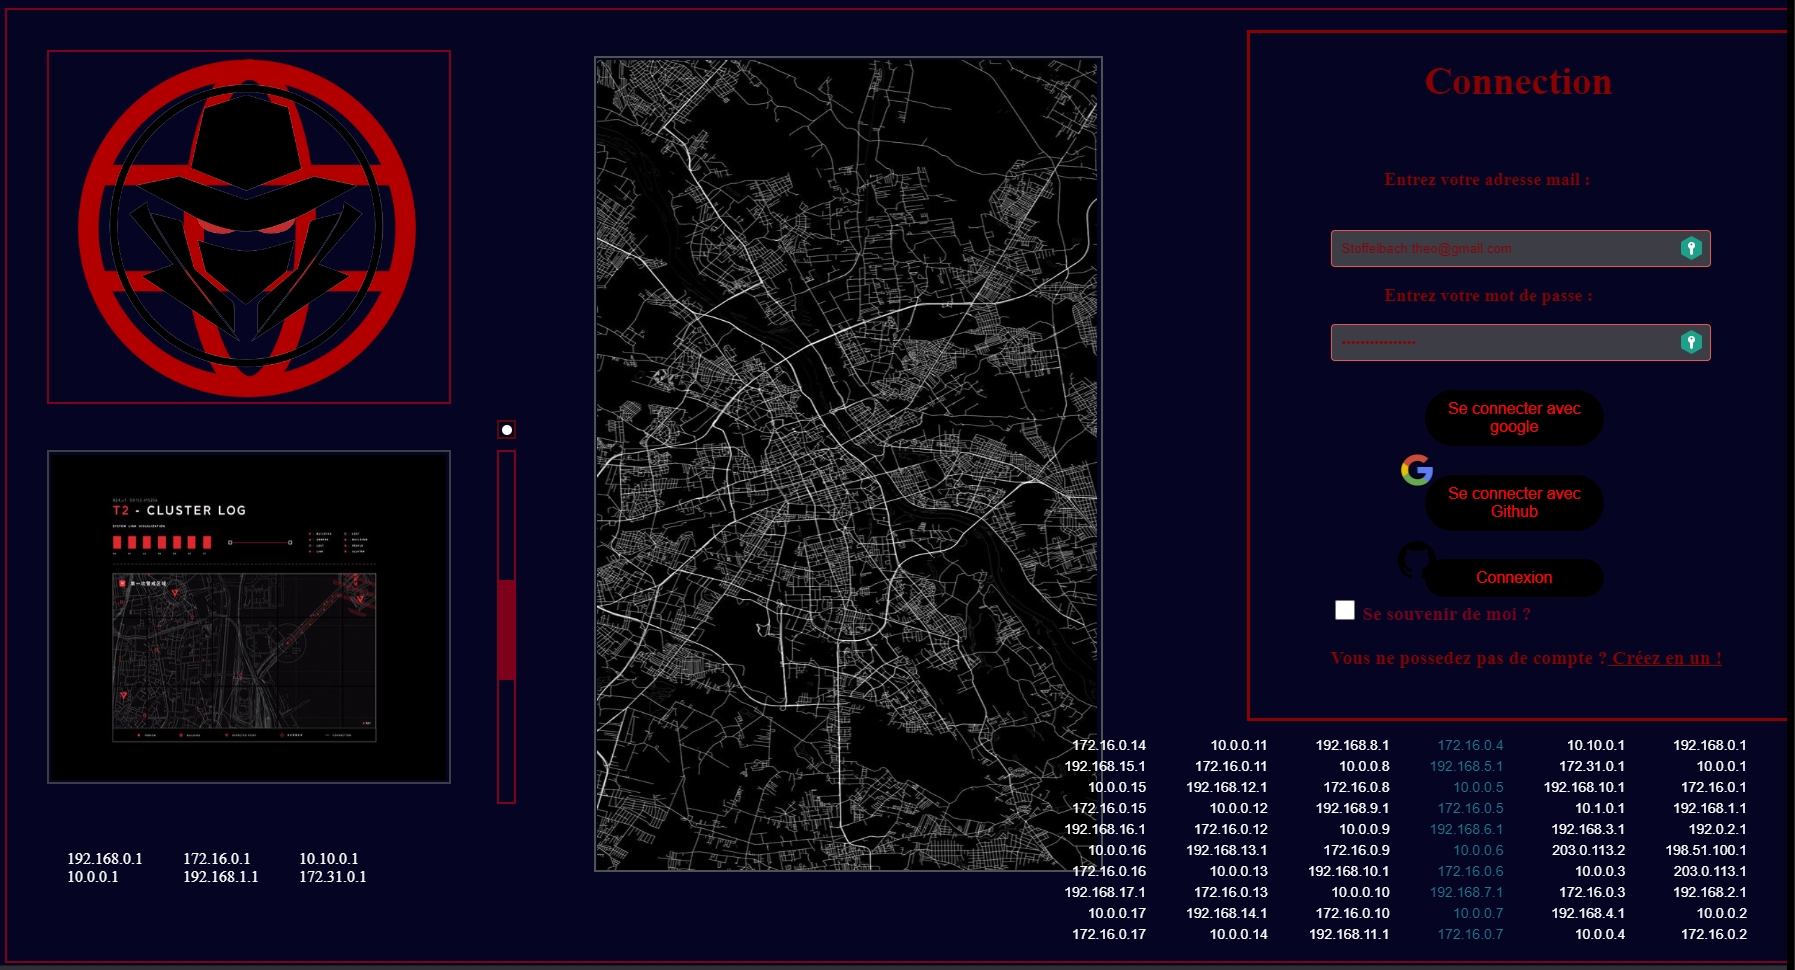 Connection
Entrez votre adresse mail :
Stoffelbach.theo@gmail.com
Entrez votre mot de passe :
Se connecter avec
google
Se connecter avec
Github
Connexion
Se souvenir de moi ?
Vous ne possedez pas de compte ? Créez en un !
T2 - CLUSTER LOG
SYSTEM LINK VISUALIZATION
第一次警戒区域
192.168.0.1 172.16.0.1 10.10.0.1
10.0.0.1 192.168.1.1 172.31.0.1
172.16.0.14 10.0.0.11 192.168.8.1 172.16.0.4 10.10.0.1 192.168.0.1
192.168.15.1 172.16.0.11 10.0.0.8 192.168.5.1 172.31.0.1 10.0.0.1
10.0.0.15 192.168.12.1 172.16.0.8 10.0.0.5 192.168.10.1 172.16.0.1
172.16.0.15 10.0.0.12 192.168.9.1 172.16.0.5 10.1.0.1 192.168.1.1
192.168.16.1 172.16.0.12 10.0.0.9 192.168.6.1 192.168.3.1 192.0.2.1
10.0.0.16 192.168.13.1 172.16.0.9 10.0.0.6 203.0.113.2 198.51.100.1
172.16.0.16 10.0.0.13 192.168.10.1 172.16.0.6 10.0.0.3 203.0.113.1
192.168.17.1 172.16.0.13 10.0.0.10 192.168.7.1 172.16.0.3 192.168.2.1
10.0.0.17 192.168.14.1 172.16.0.10 10.0.0.7 192.168.4.1 10.0.0.2
172.16.0.17 10.0.0.14 192.168.11.1 172.16.0.7 10.0.0.4 172.16.0.2